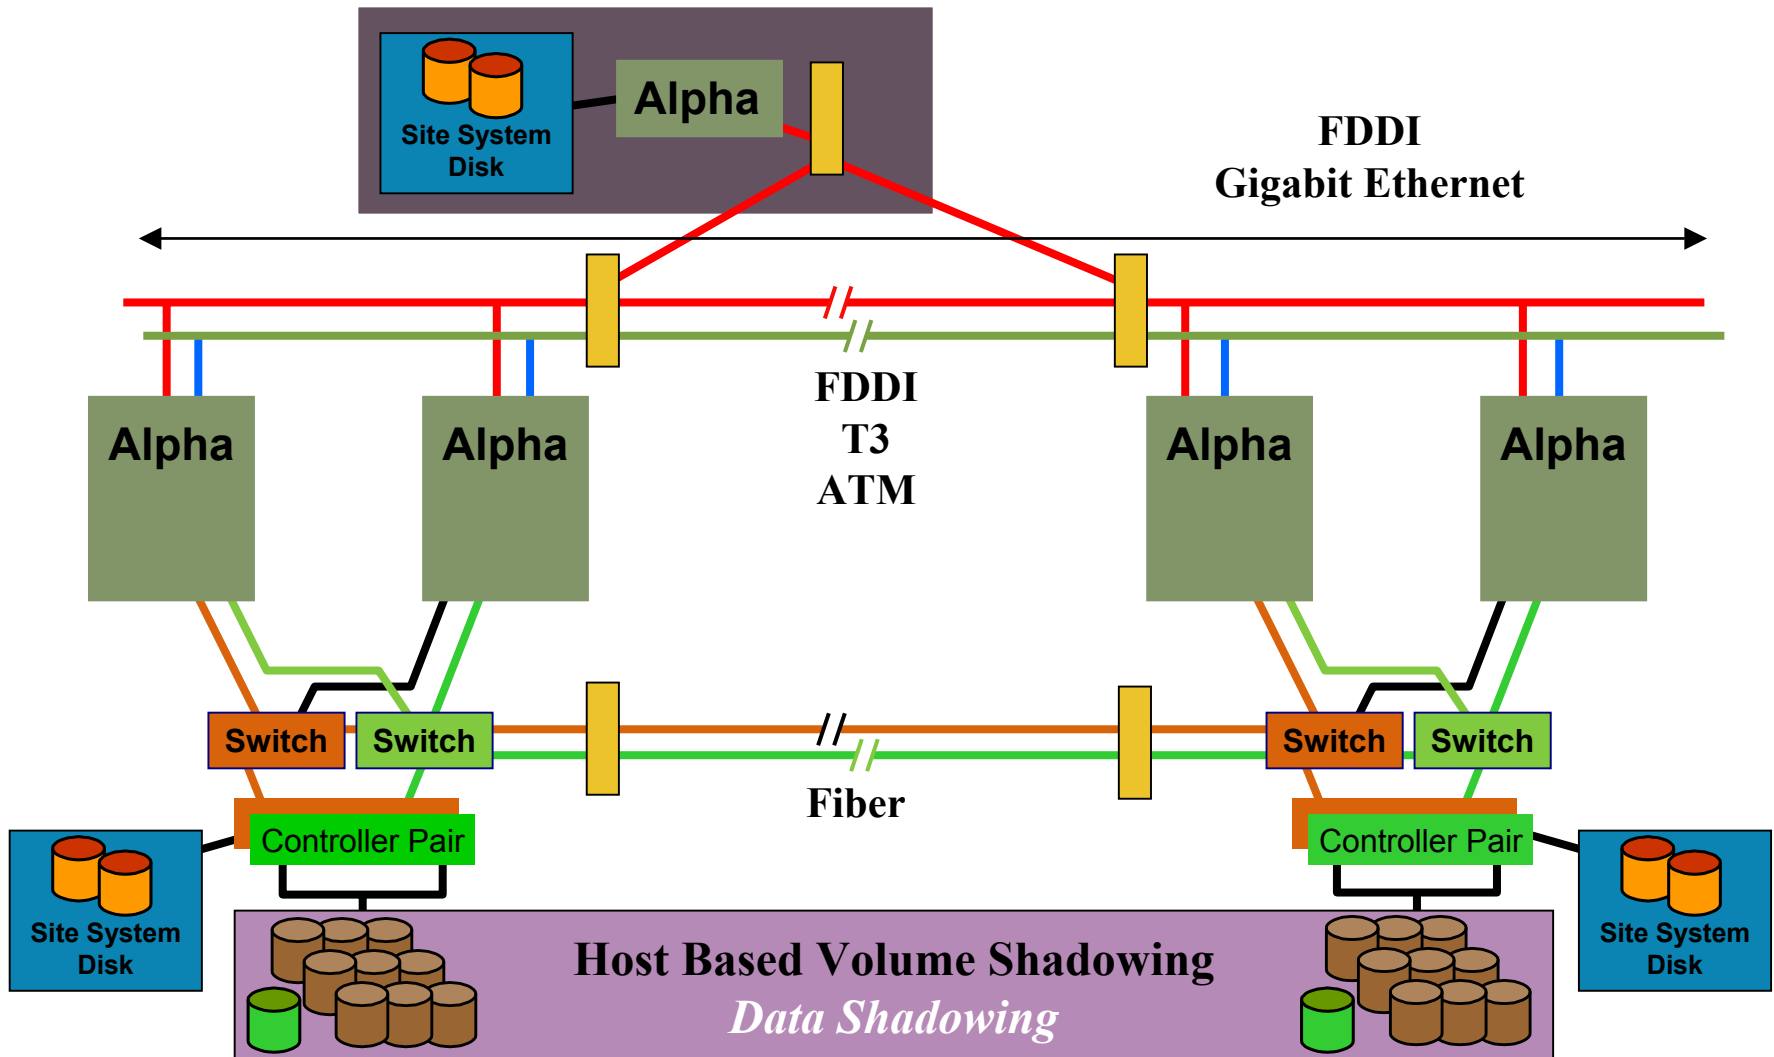 Alpha
Site System
Disk
FDDI
Gigabit Ethernet
FDDI
T3
ATM
Alpha
Alpha
Alpha
Alpha
Switch
Switch
Switch
Switch
Fiber
Controller Pair
Controller Pair
Site System
Disk
Site System
Disk
Host Based Volume Shadowing
Data Shadowing